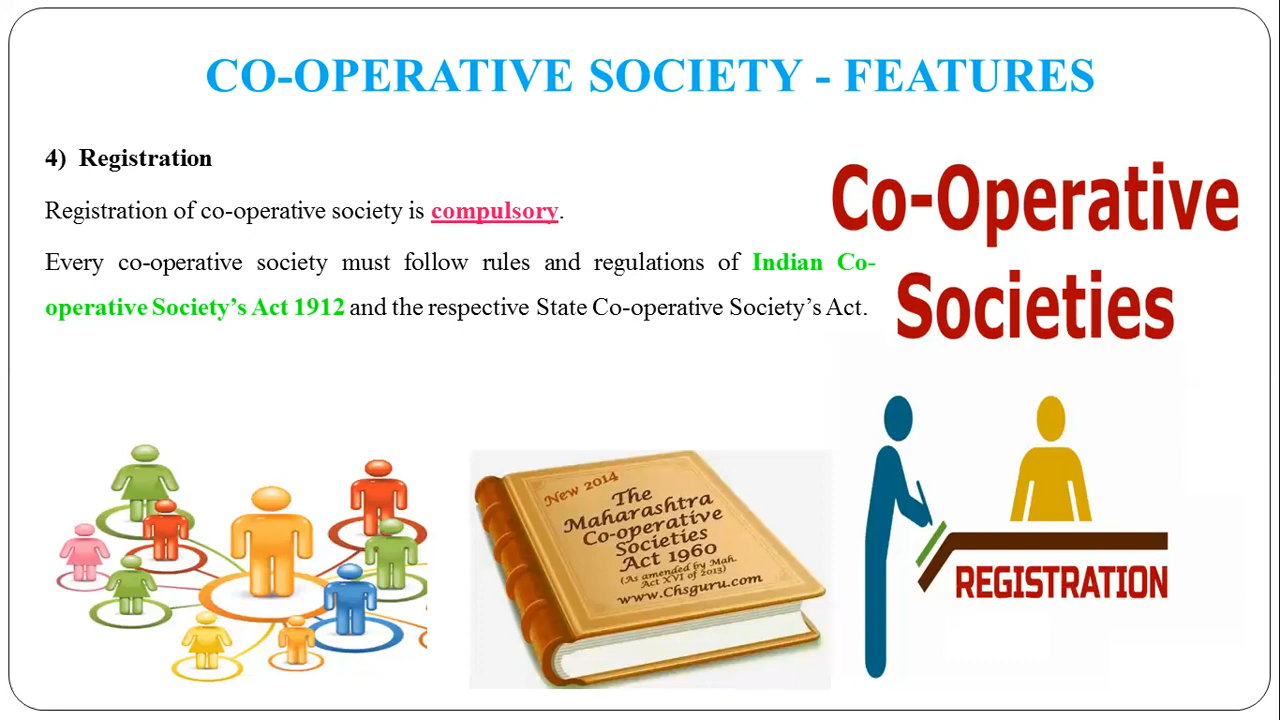 CO-OPERATIVE SOCIETY - FEATURES
4) Registration
Registration of co-operative society is compulsory.
Every co-operative society must follow rules and regulations of Indian Co-
operative Society’s Act 1912 and the respective State Co-operative Society’s Act.
Co-Operative
Societies
New 2014
The
Maharashtra
Co-operative
Societies
Act 1960
(As amended by Mah.
Act XVI of 2013)
www.Chsguru.com
REGISTRATION